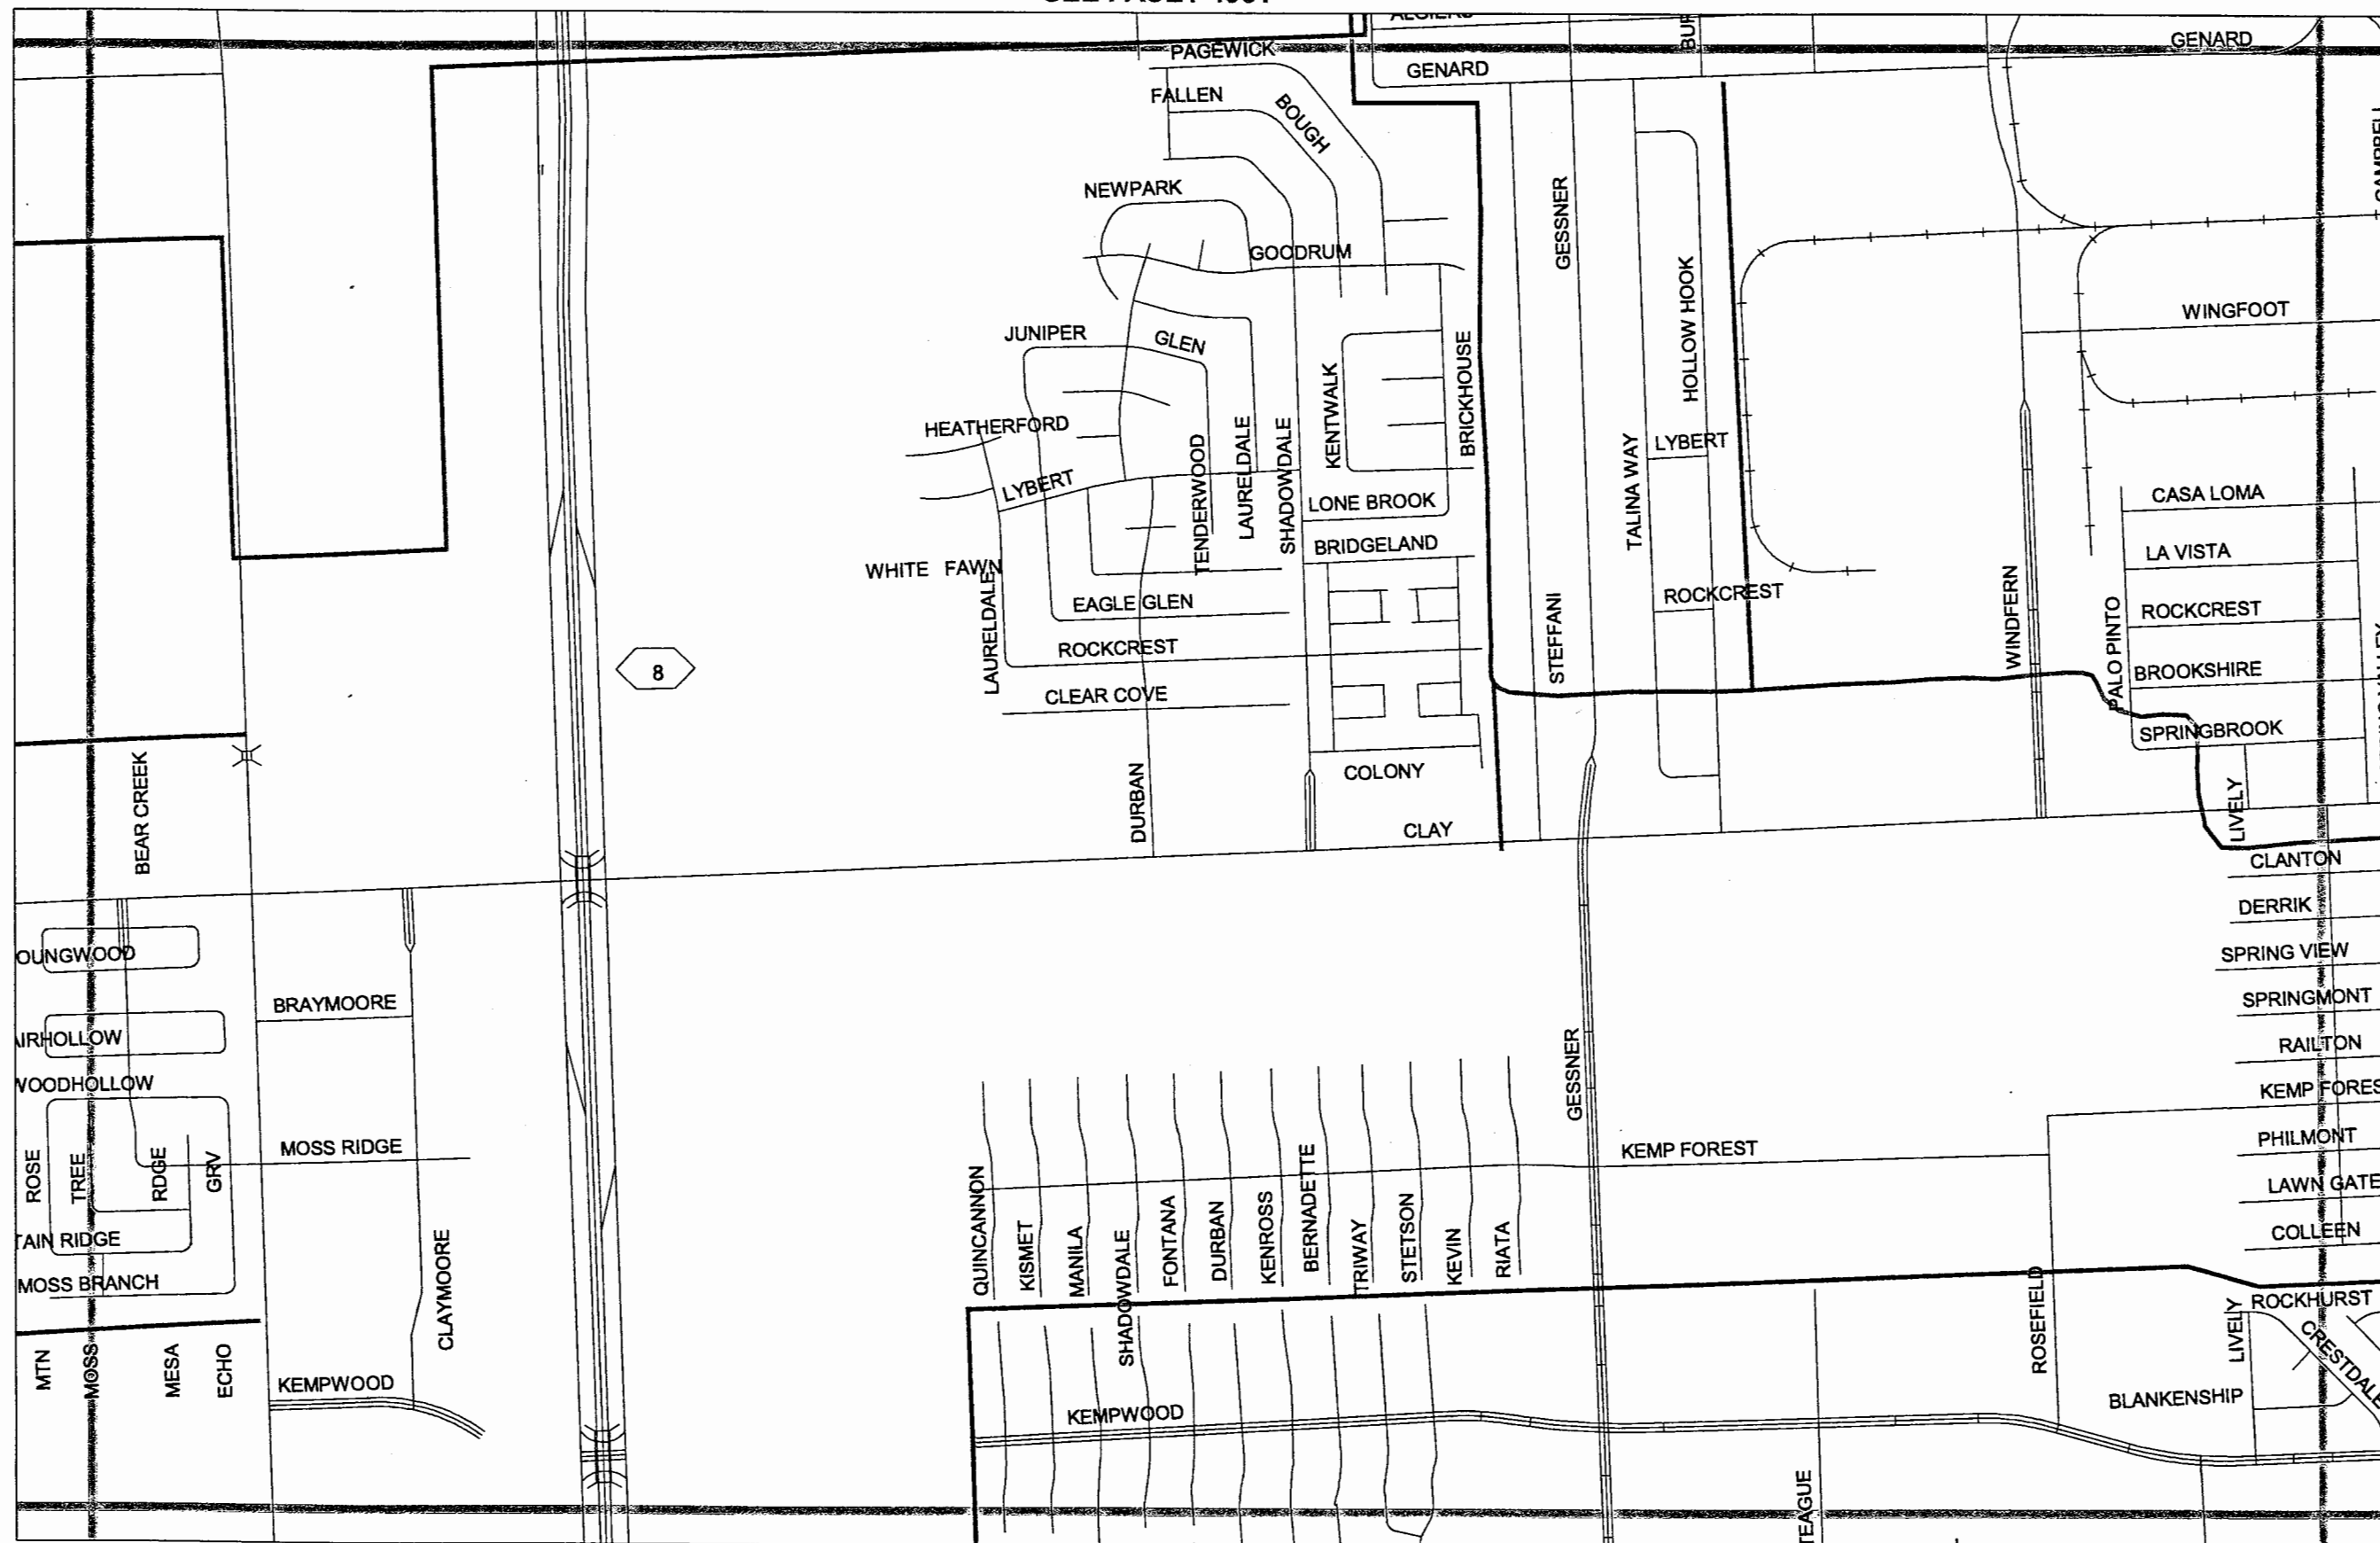 GENARD
PAGEWICK
GENARD
FALLEN
BOUGH
NEWPARK
GOODRUM
GESSNER
HOLLOW HOOK
WINGFOOT
JUNIPER
GLEN
KENTWALK
BRICKHOUSE
HEATHERFORD
TENDERWOOD
LAURELDALE
SHADOWDALE
TALINA WAY
LYBERT
LYBERT
LONE BROOK
CASA LOMA
BRIDGELAND
LA VISTA
WHITE FAWN
LAURELDALE
EAGLE GLEN
STEFFANI
ROCKCREST
WINDFERN
PALO PINTO
ROCKCREST
ROCKCREST
8
CLEAR COVE
BROOKSHIRE
SPRINGBROOK
BEAR CREEK
DURBAN
COLONY
LIVELY
CLAY
CLANTON
DERRIK
OUNGWOOD
SPRING VIEW
BRAYMOORE
SPRINGMONT
IRHOLLOW
RAILTON
WOODHOLLOW
GESSNER
KEMP FORES
MOSS RIDGE
KEMP FOREST
PHILMONT
ROSE
TREE
RDGE
GRV
LAWN GATE
QUINCANNON
KISMET
MANILA
SHADOWDALE
FONTANA
DURBAN
KENROSS
BERNADETTE
TRIWAY
STETSON
KEVIN
RIATA
TAIN RIDGE
COLLEEN
MOSS BRANCH
CLAYMOORE
ROSEFIELD
LIVELY
ROCKHURST
CRESTDALE
MTN
MOSS
MESA
ECHO
KEMPWOOD
KEMPWOOD
BLANKENSHIP
TEAGUE